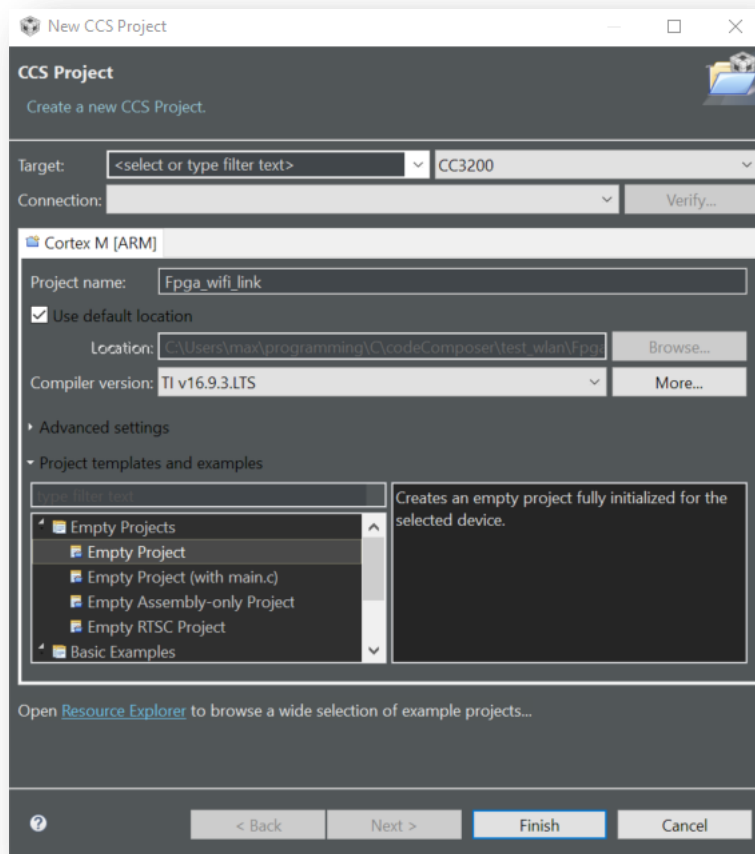 New CCS Project
CCS Project
Create a new CCS Project.
Target: <select or type filter text> CC3200
Connection: Verify...
Cortex M [ARM]
Project name: Fpga_wifi_link
Use default location
Location: C:\Users\max\programming\C\codeComposer\test_wlan\Fpga Browse...
Compiler version: TI v16.9.3.LTS More...
Advanced settings
Project templates and examples
type filter text
Creates an empty project fully initialized for the
selected device.
Empty Projects
Empty Project
Empty Project (with main.c)
Empty Assembly-only Project
Empty RTSC Project
Basic Examples
Open Resource Explorer to browse a wide selection of example projects...
? < Back Next > Finish Cancel